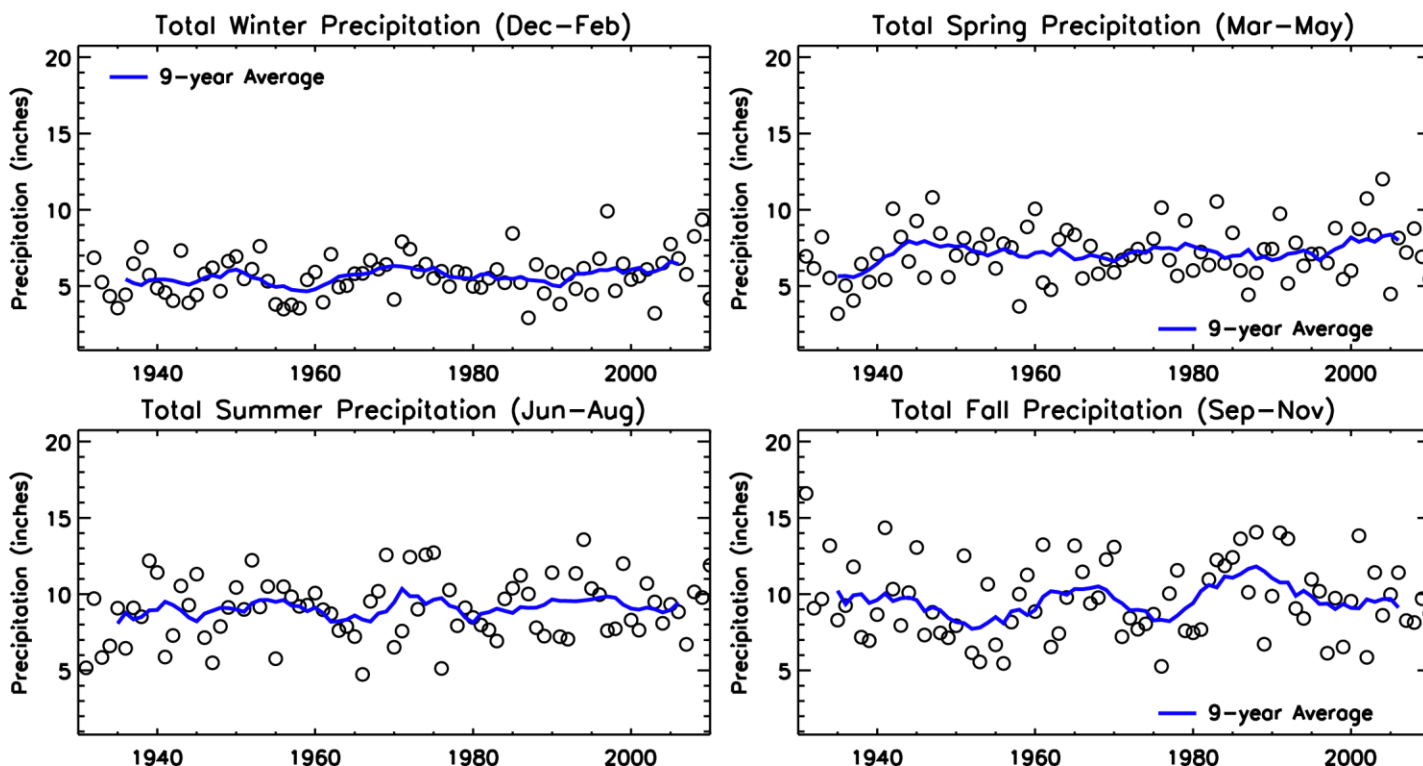 Total Winter Precipitation (Dec-Feb)
20
15
10
5
Precipitation (inches)
9-year Average
1940 1960 1980 2000
Total Spring Precipitation (Mar-May)
20
15
10
5
Precipitation (inches)
9-year Average
1940 1960 1980 2000
Total Summer Precipitation (Jun-Aug)
20
15
10
5
Precipitation (inches)
1940 1960 1980 2000
Total Fall Precipitation (Sep-Nov)
20
15
10
5
Precipitation (inches)
9-year Average
1940 1960 1980 2000